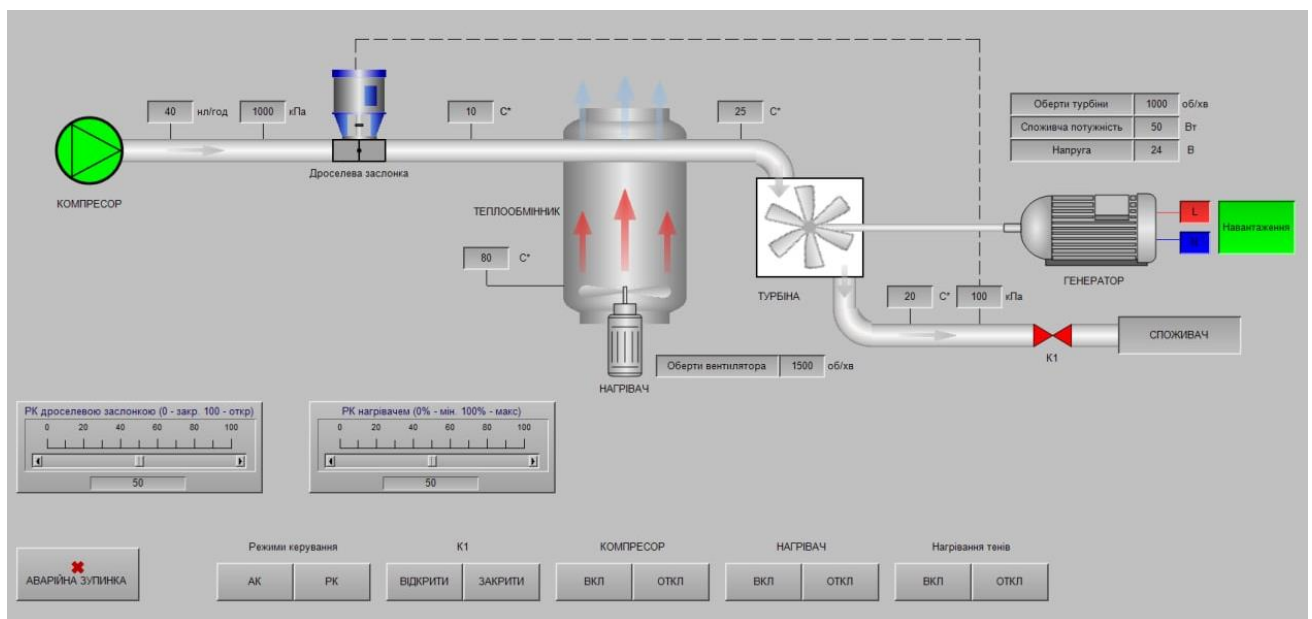 40 нл/год 1000 кПа 10 C* 25 C*
Оберти турбіни 1000 об/хв
Споживча потужність 50 Вт
Напруга 24 В
Дроселева заслонка
КОМПРЕСОР
ТЕПЛООБМІННИК
L
Навантаження
80 C*
ТУРБІНА
ГЕНЕРАТОР
20 C* 100 кПа
СПОЖИВАЧ
К1
Оберти вентилятора 1500 об/хв
НАГРІВАЧ
РК дроселевою заслонкою (0 - закр. 100 - откр)
0 20 40 60 80 100
50
РК нагрівачем (0% - мін. 100% - макс)
0 20 40 60 80 100
50
Режими керування К1 КОМПРЕСОР НАГРІВАЧ Нагрівання тенів
АВАРІЙНА ЗУПИНКА
АК РК ВІДКРИТИ ЗАКРИТИ ВКЛ ОТКЛ ВКЛ ОТКЛ ВКЛ ОТКЛ